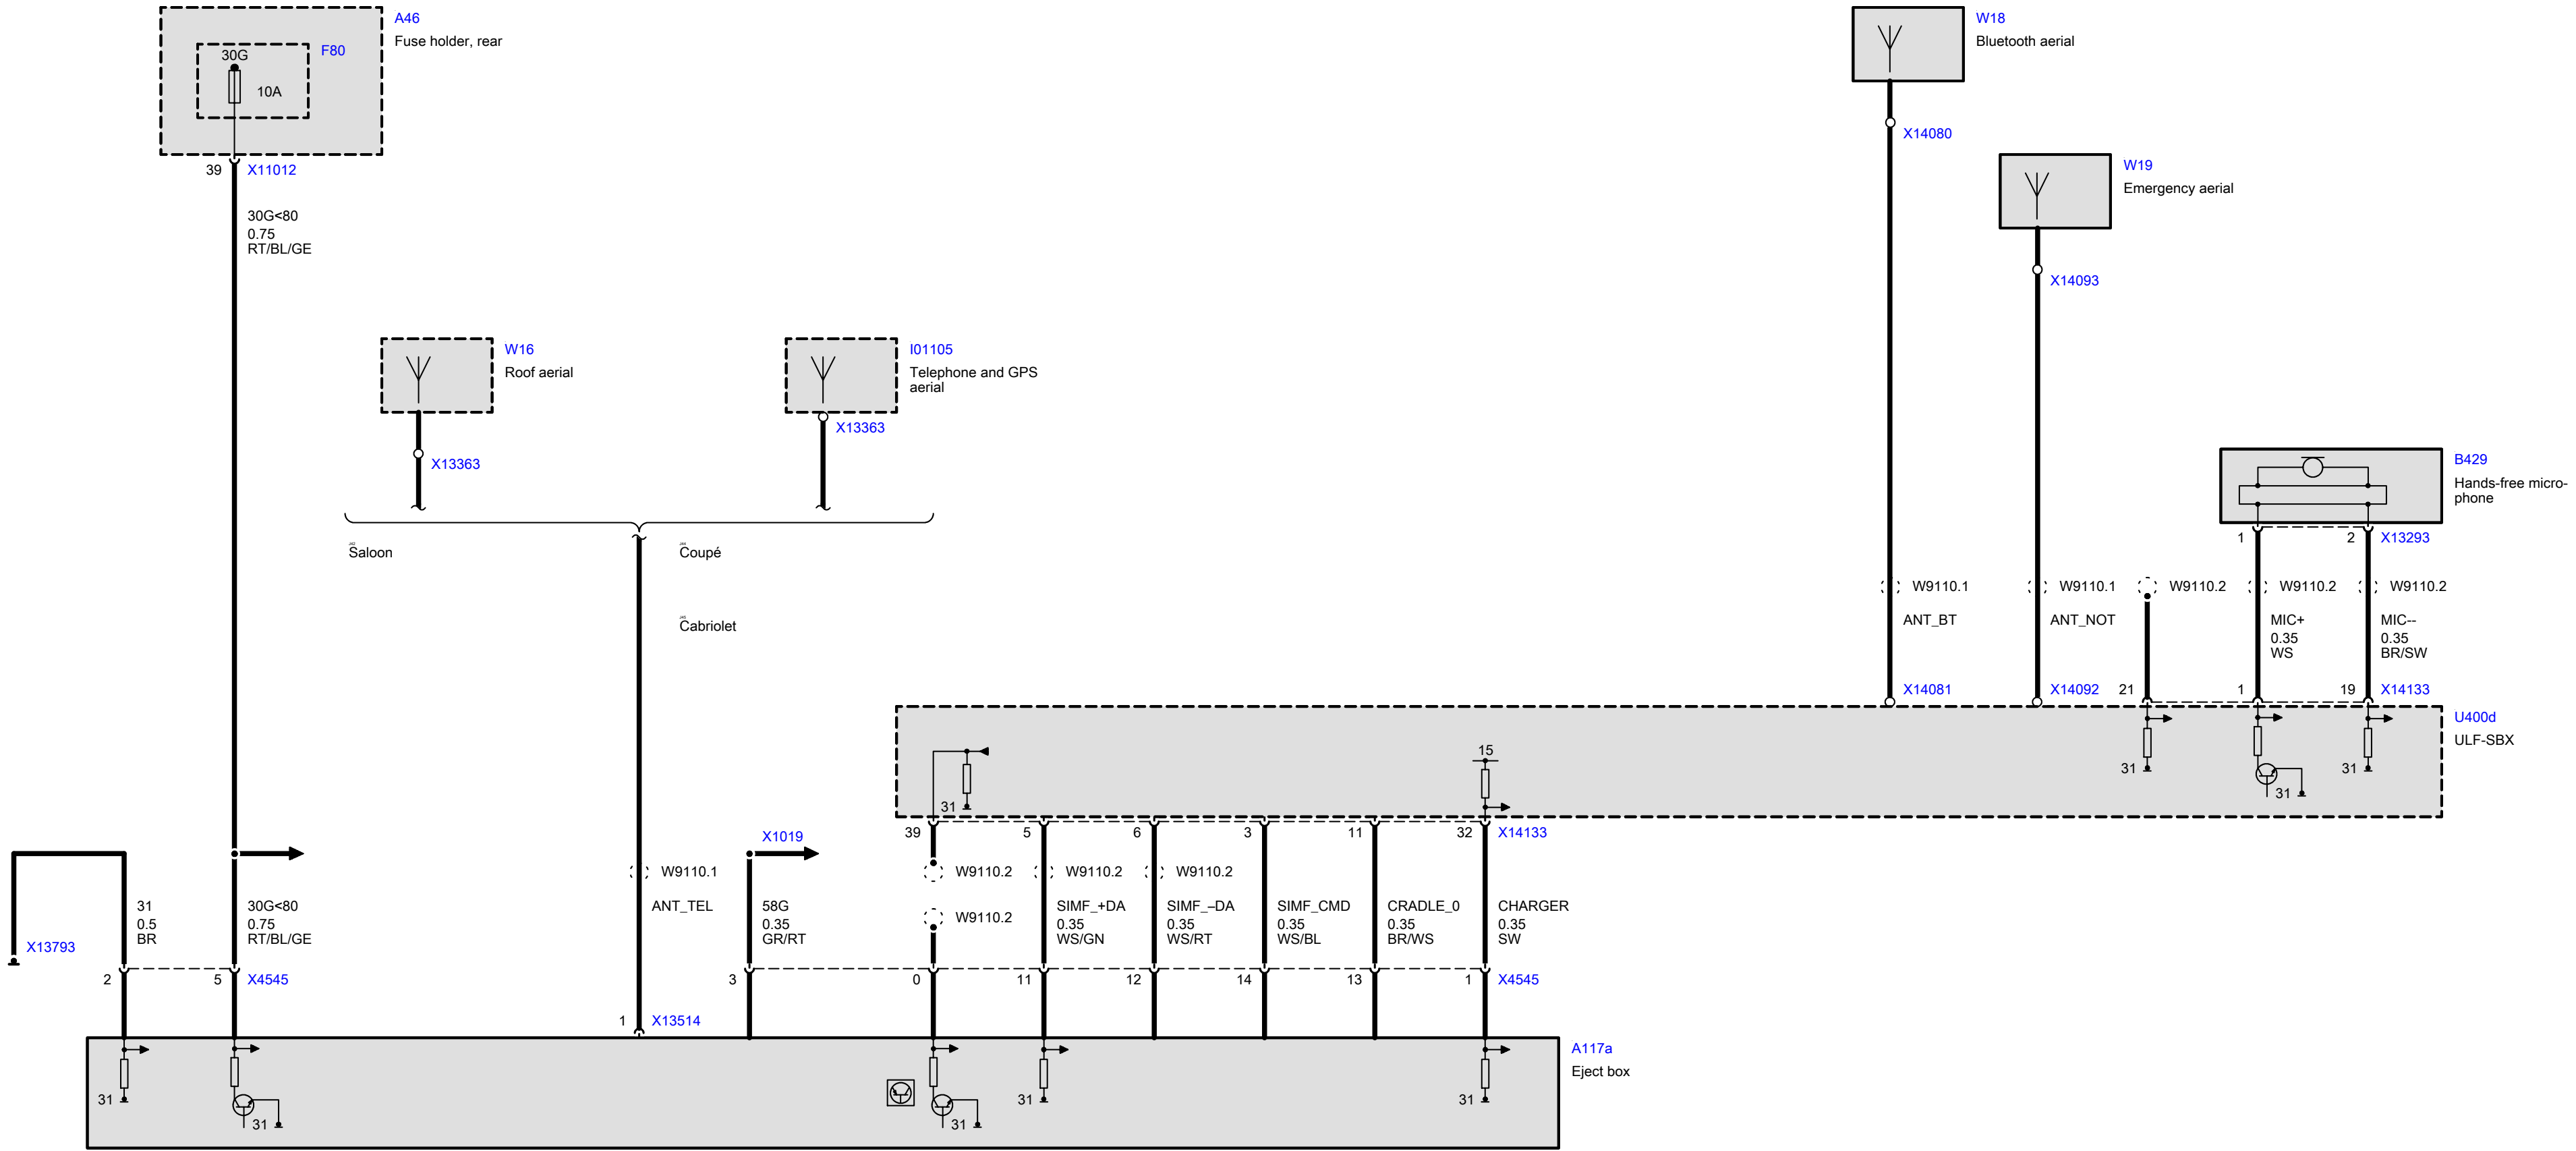 A46
Fuse holder, rear
F80
30G
10A
39
X11012
30G<80
0.75
RT/BL/GE
W18
Bluetooth aerial
X14080
W19
Emergency aerial
X14093
W16
Roof aerial
X13363
I01105
Telephone and GPS
aerial
X13363
Saloon
Coupé
Cabriolet
B429
Hands-free micro-
phone
1
2
X13293
W9110.1
W9110.1
W9110.2
W9110.2
W9110.2
ANT_BT
ANT_NOT
MIC+
0.35
WS
MIC--
0.35
BR/SW
X14081
X14092
21
1
19
X14133
U400d
ULF-SBX
31
15
31
31
31
39
5
6
3
11
32
X14133
X1019
W9110.1
W9110.2
W9110.2
W9110.2
W9110.2
31
0.5
BR
30G<80
0.75
RT/BL/GE
ANT_TEL
58G
0.35
GR/RT
SIMF_+DA
0.35
WS/GN
SIMF_–DA
0.35
WS/RT
SIMF_CMD
0.35
WS/BL
CRADLE_0
0.35
BR/WS
CHARGER
0.35
SW
X13793
2
5
X4545
3
0
11
12
14
13
1
X4545
1
X13514
A117a
Eject box
31
31
31
31
31